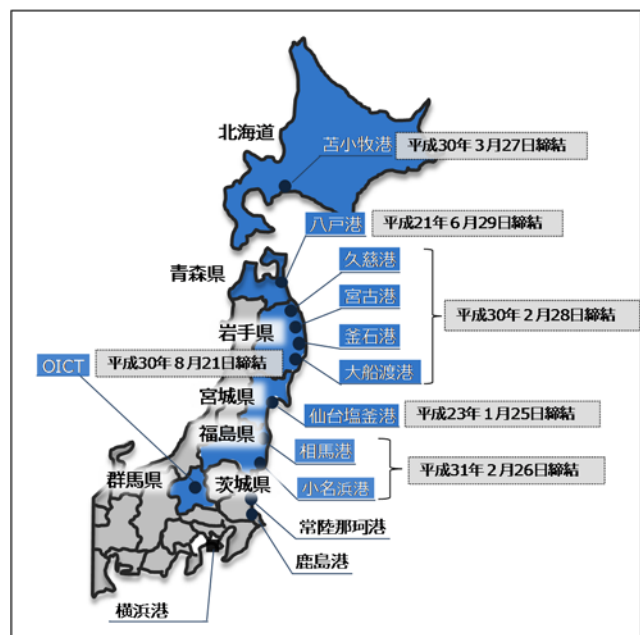 北海道
苫小牧港 平成30年3月27日締結
八戸港 平成21年6月29日締結
青森県
久慈港
宮古港
平成30年2月28日締結
岩手県
釜石港
OICT 平成30年8月21日締結
大船渡港
宮城県
仙台塩釜港 平成23年1月25日締結
福島県
相馬港
平成31年2月26日締結
群馬県
茨城県
小名浜港
常陸那珂港
鹿島港
横浜港